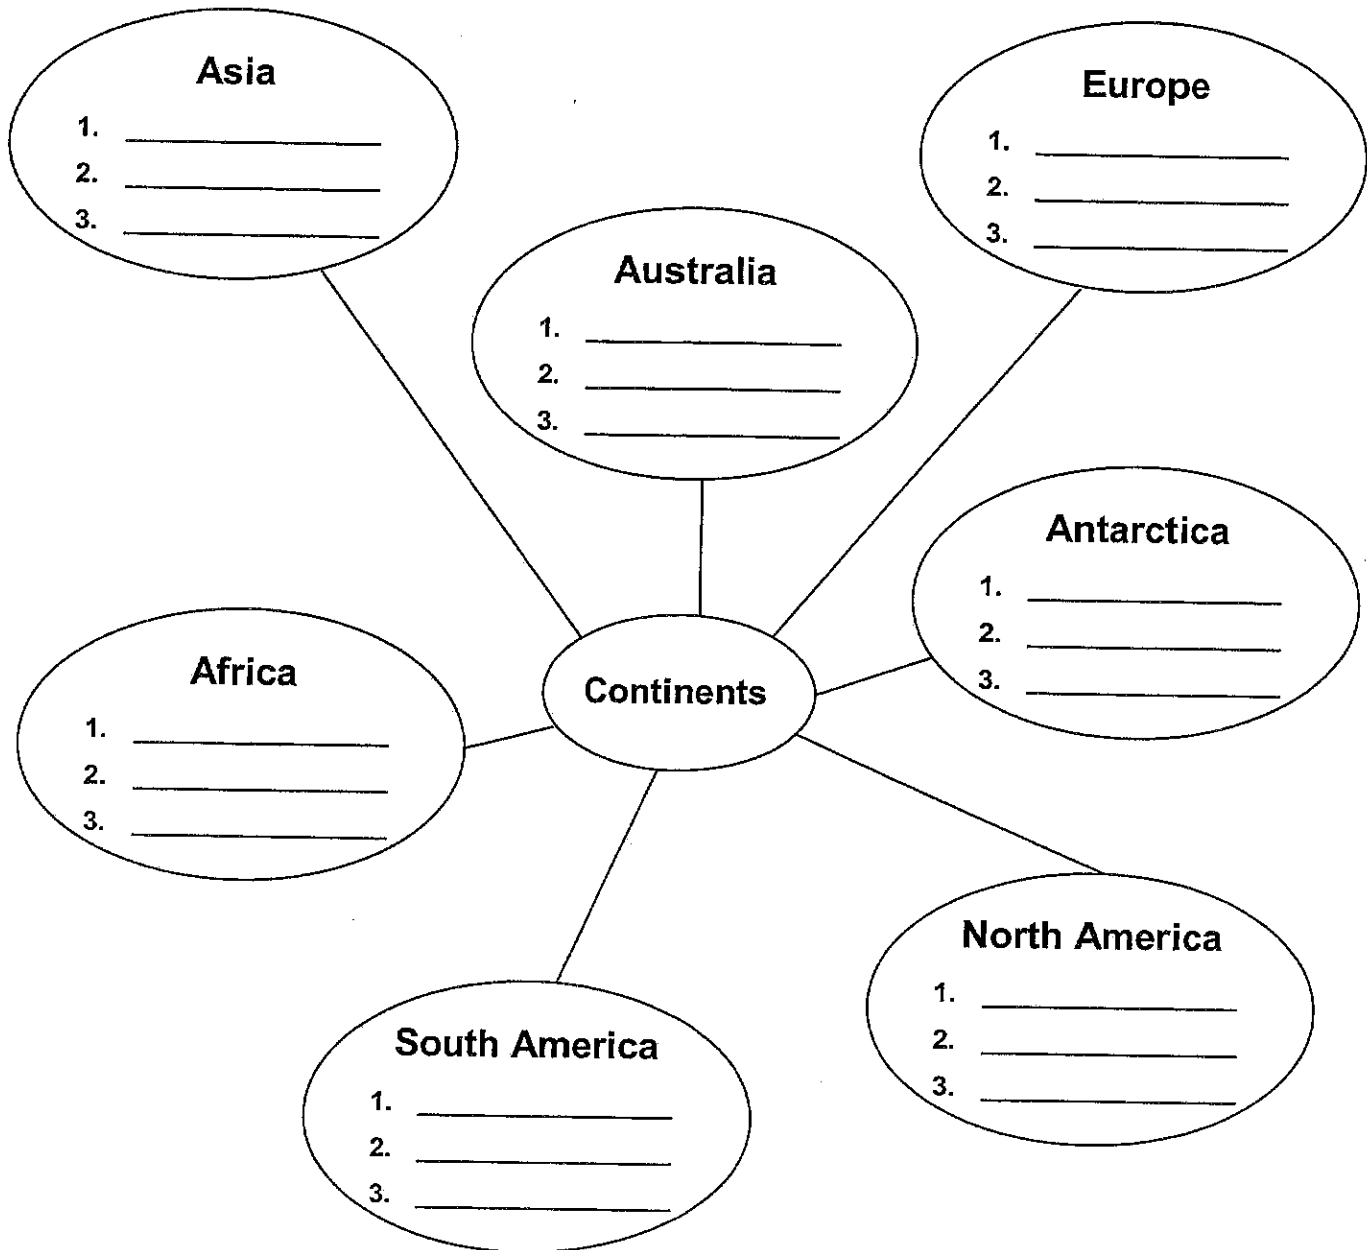 Asia
1.
2.
3.
Europe
1.
2.
3.
Australia
1.
2.
3.
Antarctica
1.
2.
3.
Africa
1.
2.
3.
Continents
North America
1.
2.
3.
South America
1.
2.
3.